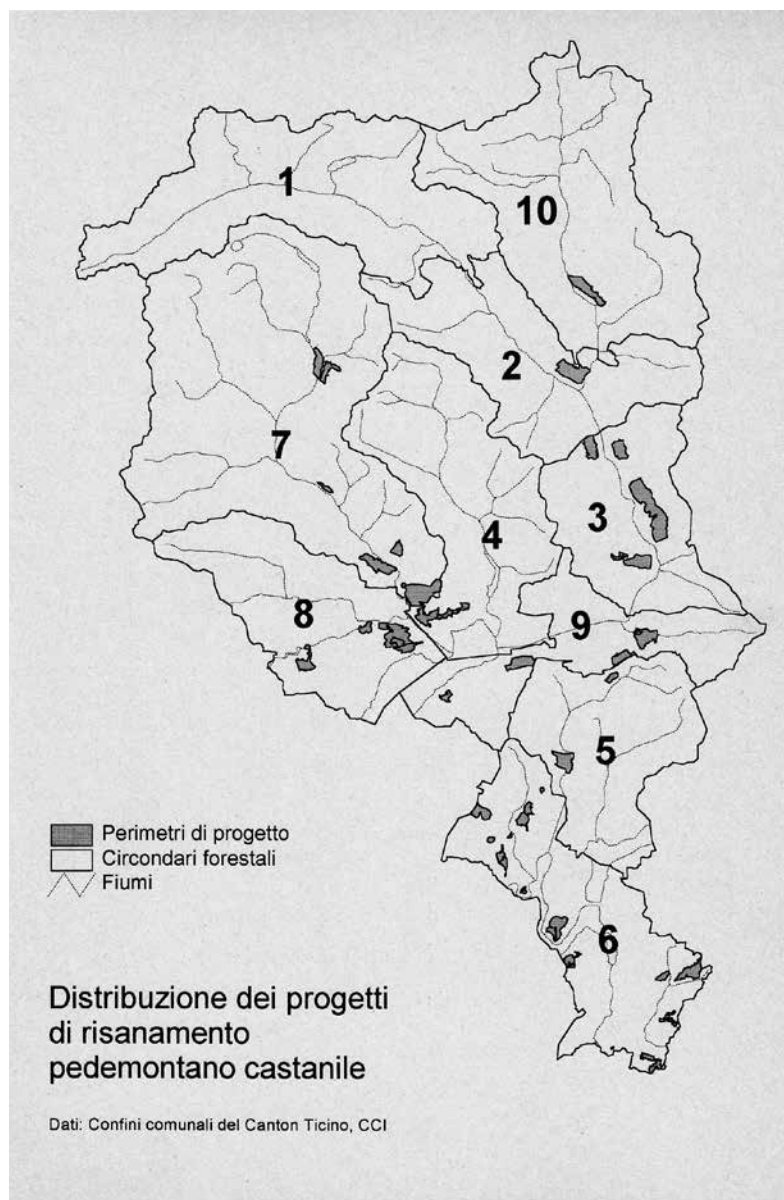 1
10
2
7
3
4
8
9
5
6
Perimetri di progetto
Circondari forestali
Fiumi
Distribuzione dei progetti
di risanamento
pedemontano castanile
Dati: Confini comunali del Canton Ticino, CCI